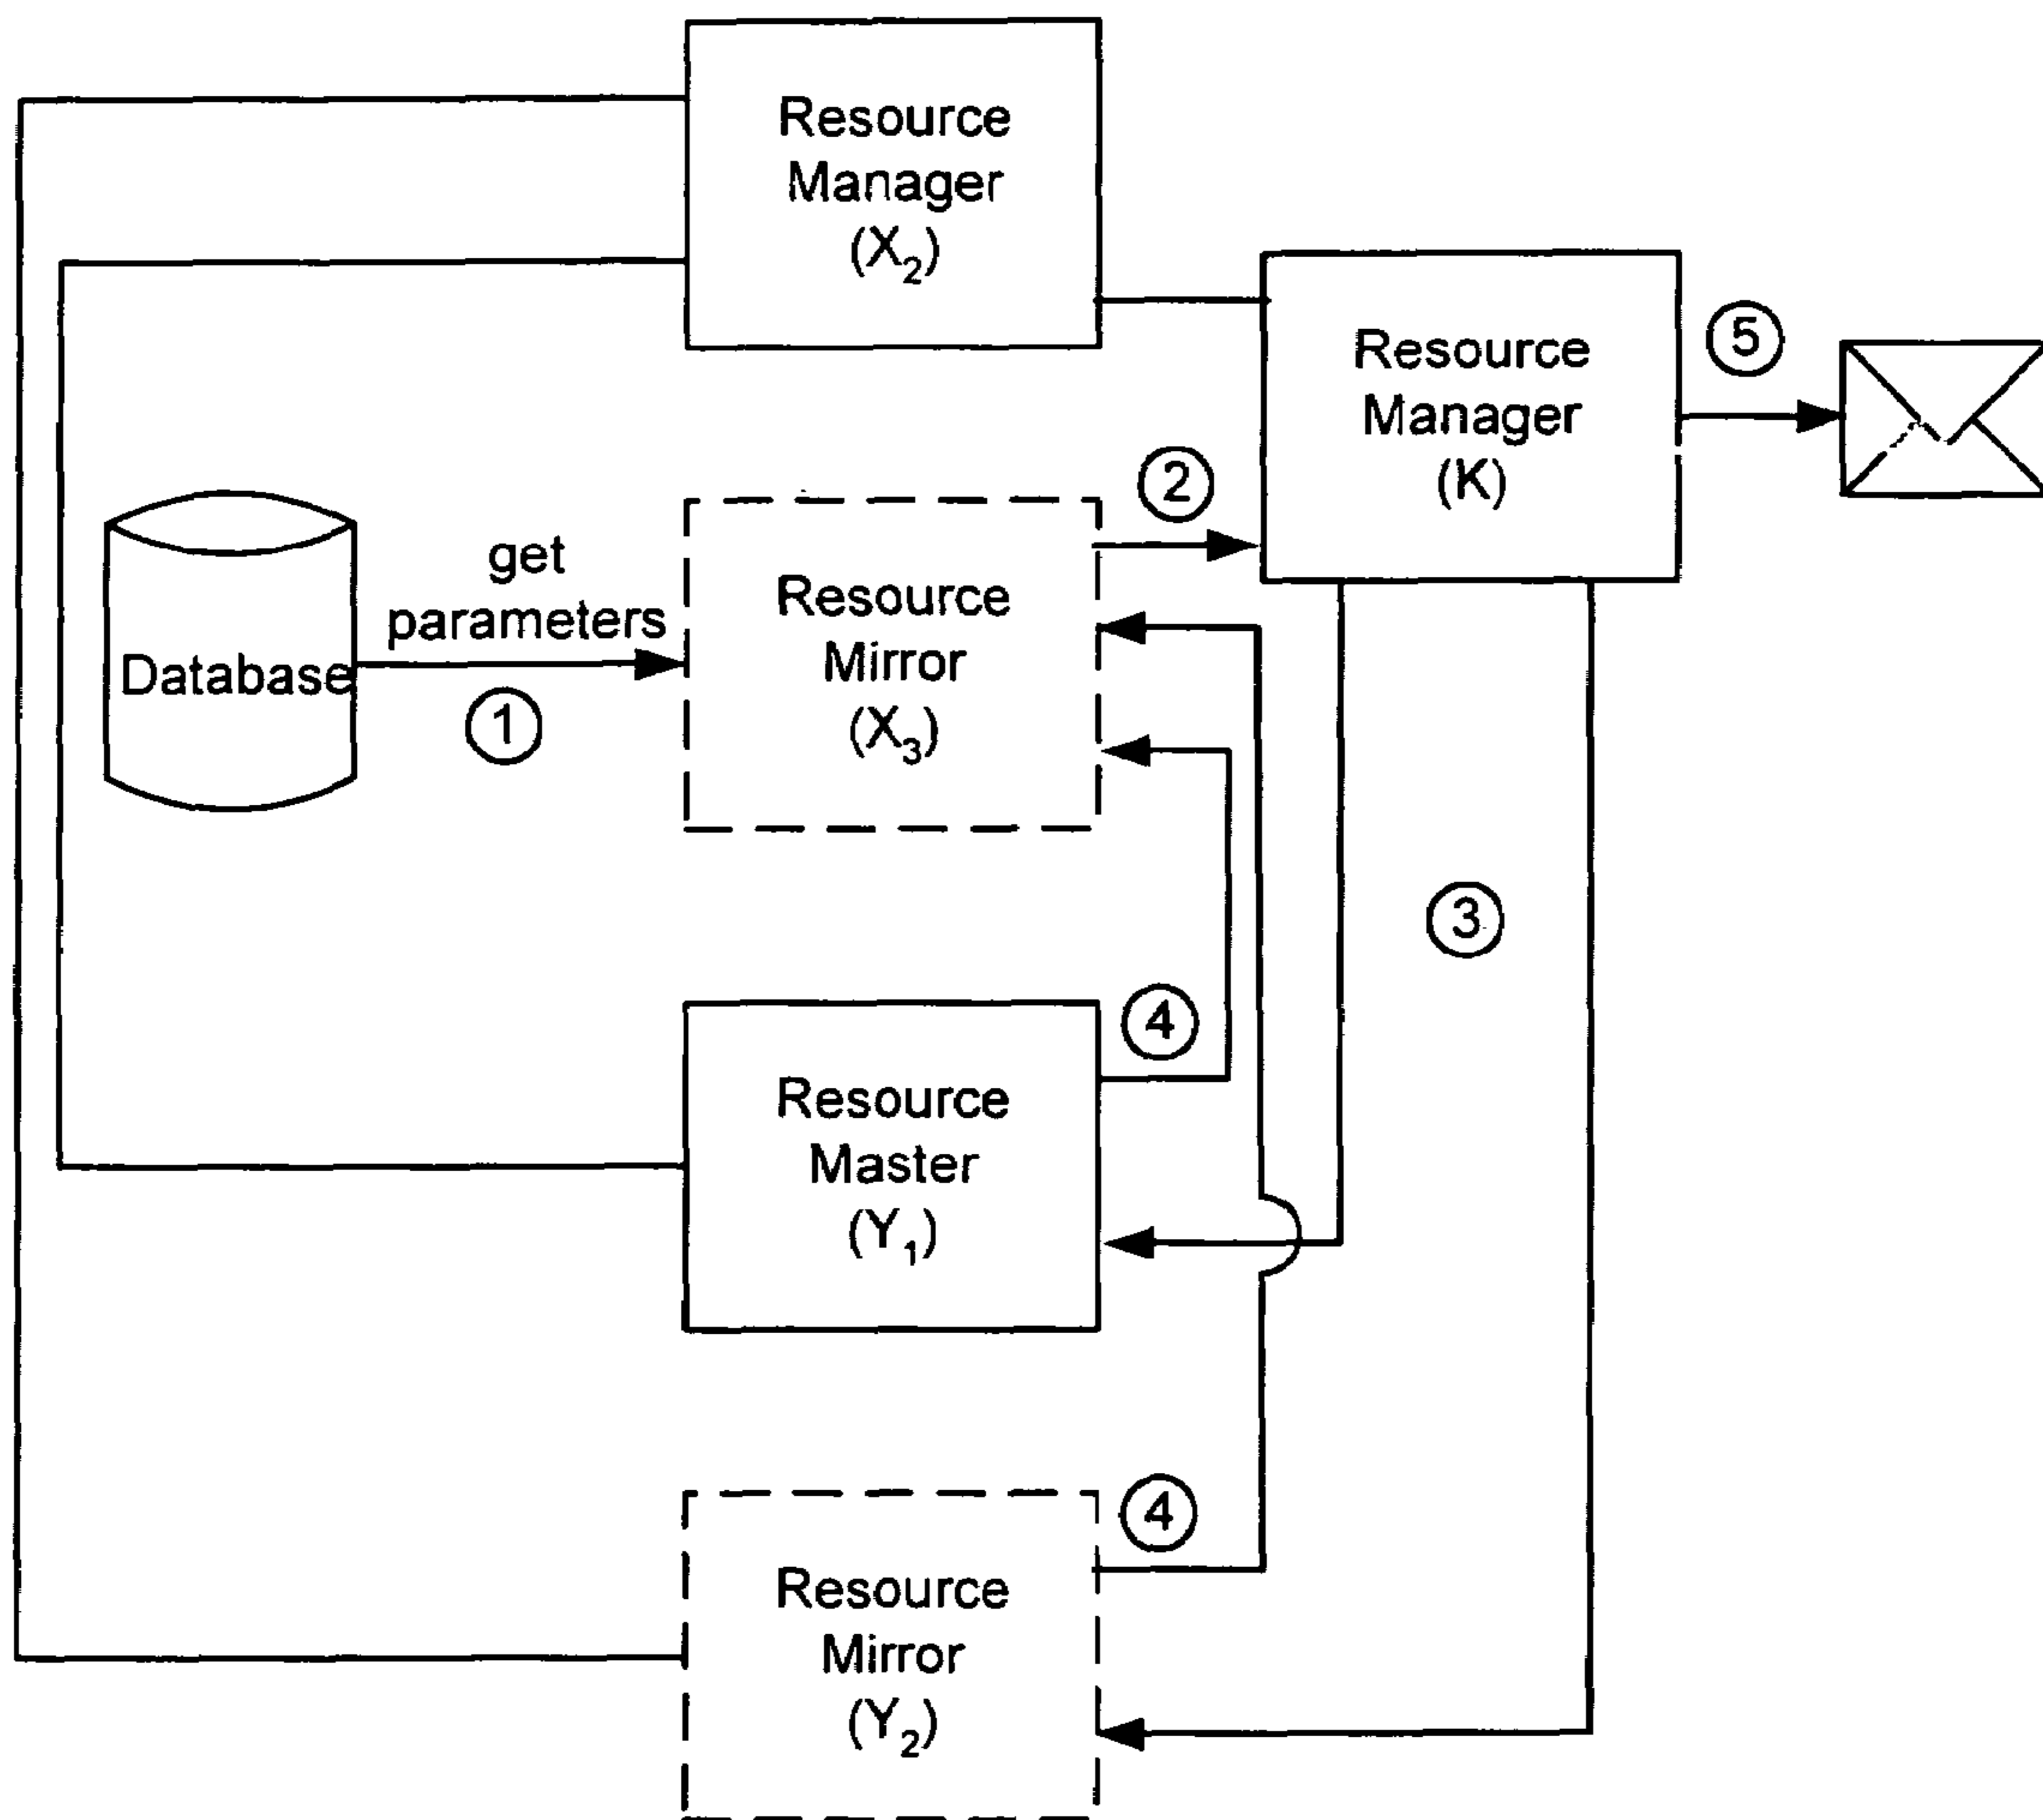 Resource
Manager
(X₂)
Resource
Manager
(K)
⑤
②
get
parameters
Database
①
Resource
Mirror
(X₃)
③
④
Resource
Master
(Y₁)
④
Resource
Mirror
(Y₂)